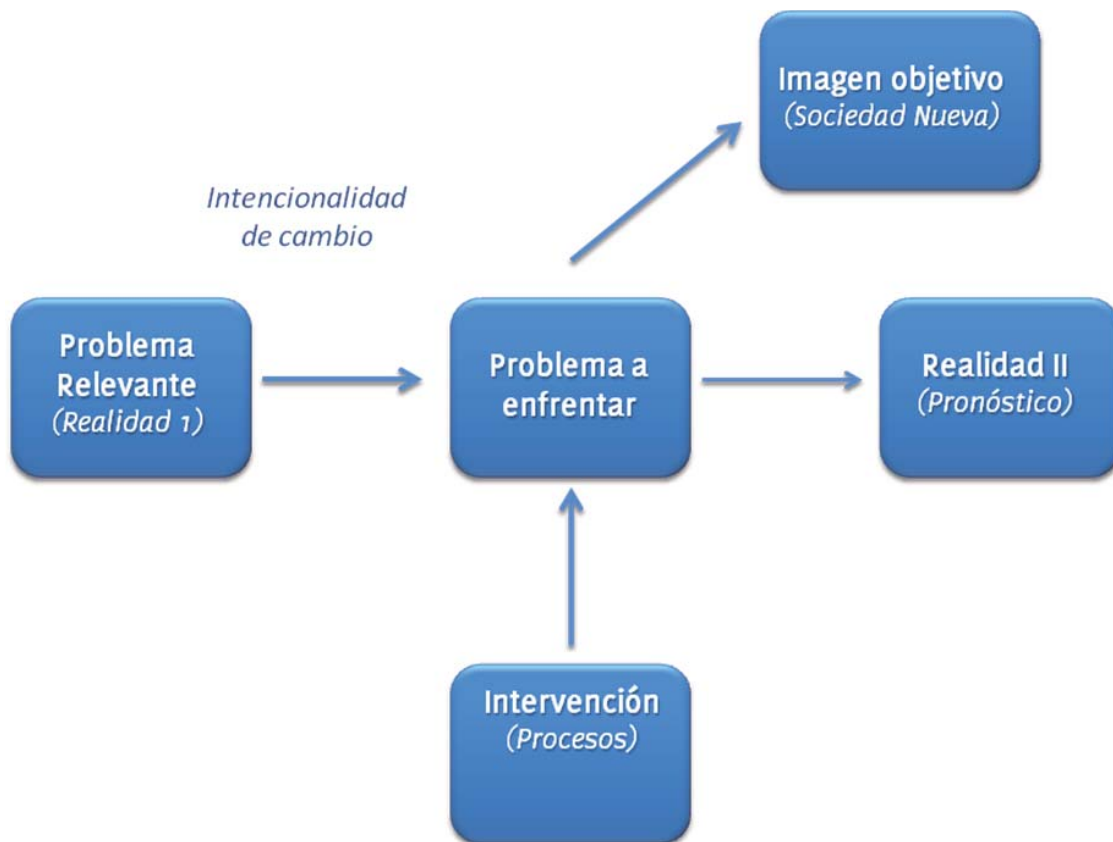 Imagen objetivo
(Sociedad Nueva)
Intencionalidad
de cambio
Problema
Relevante
(Realidad 1)
Problema a
enfrentar
Realidad II
(Pronóstico)
Intervención
(Procesos)